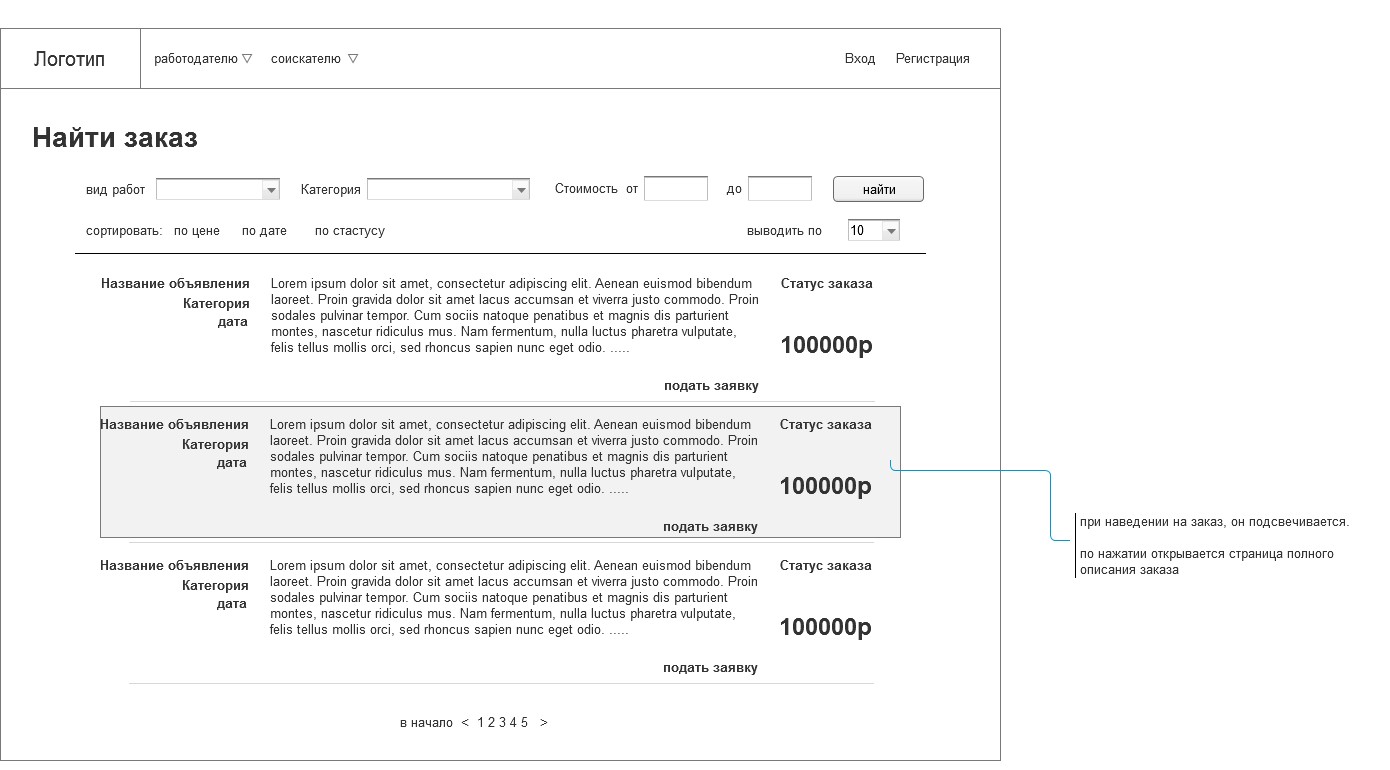 Логотип
работодателю соискателю Вход Регистрация
Найти заказ
вид работ Категория Стоимость от до найти
сортировать: по цене по дате по стастусу выводить по 10
Название объявления
Категория
дата
Lorem ipsum dolor sit amet, consectetur adipiscing elit. Aenean euismod bibendum
laoreet. Proin gravida dolor sit amet lacus accumsan et viverra justo commodo. Proin
sodales pulvinar tempor. Cum sociis natoque penatibus et magnis dis parturient
montes, nascetur ridiculus mus. Nam fermentum, nulla luctus pharetra vulputate,
felis tellus mollis orci, sed rhoncus sapien nunc eget odio. .....
Статус заказа
100000р
подать заявку
Название объявления
Категория
дата
Lorem ipsum dolor sit amet, consectetur adipiscing elit. Aenean euismod bibendum
laoreet. Proin gravida dolor sit amet lacus accumsan et viverra justo commodo. Proin
sodales pulvinar tempor. Cum sociis natoque penatibus et magnis dis parturient
montes, nascetur ridiculus mus. Nam fermentum, nulla luctus pharetra vulputate,
felis tellus mollis orci, sed rhoncus sapien nunc eget odio. .....
Статус заказа
100000р
подать заявку
при наведении на заказ, он подсвечивается.
по нажатии открывается страница полного
описания заказа
Название объявления
Категория
дата
Lorem ipsum dolor sit amet, consectetur adipiscing elit. Aenean euismod bibendum
laoreet. Proin gravida dolor sit amet lacus accumsan et viverra justo commodo. Proin
sodales pulvinar tempor. Cum sociis natoque penatibus et magnis dis parturient
montes, nascetur ridiculus mus. Nam fermentum, nulla luctus pharetra vulputate,
felis tellus mollis orci, sed rhoncus sapien nunc eget odio. .....
Статус заказа
100000р
подать заявку
в начало < 1 2 3 4 5 >